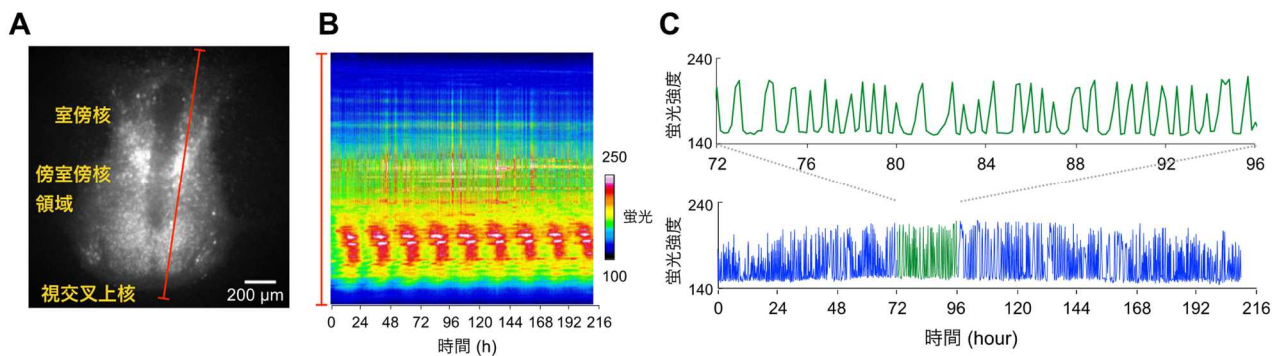 A
室傍核
傍室傍核
領域
視交叉上核
200 µm
B
250
蛍光
100
0 24 48 72 96 120 144 168 192 216
時間 (h)
C
蛍光強度
240
140
72 76 80 84 88 92 96
蛍光強度
240
140
0 24 48 72 96 120 144 168 192 216
時間 (hour)